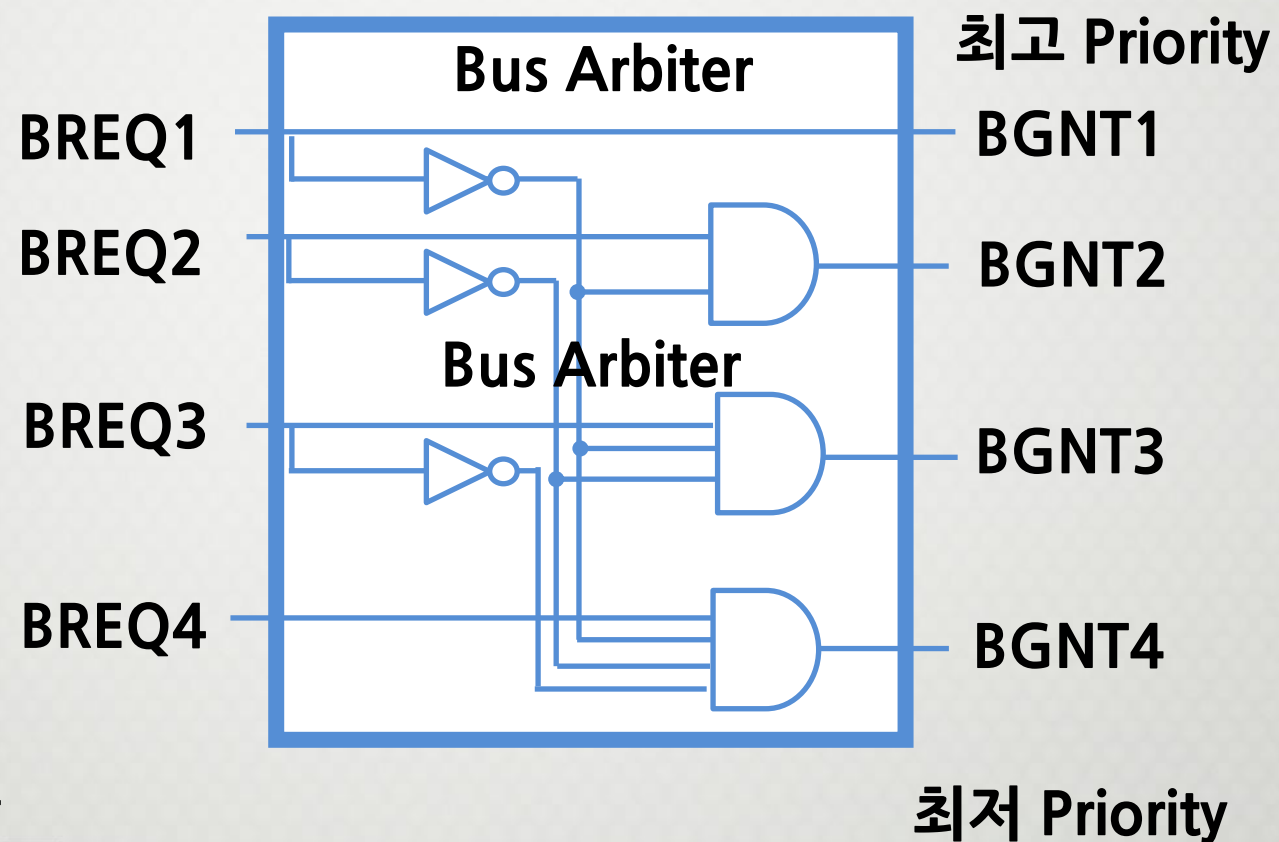 최고 Priority
Bus Arbiter
BREQ1
BGNT1
BREQ2
BGNT2
Bus Arbiter
BREQ3
BGNT3
BREQ4
BGNT4
최저 Priority